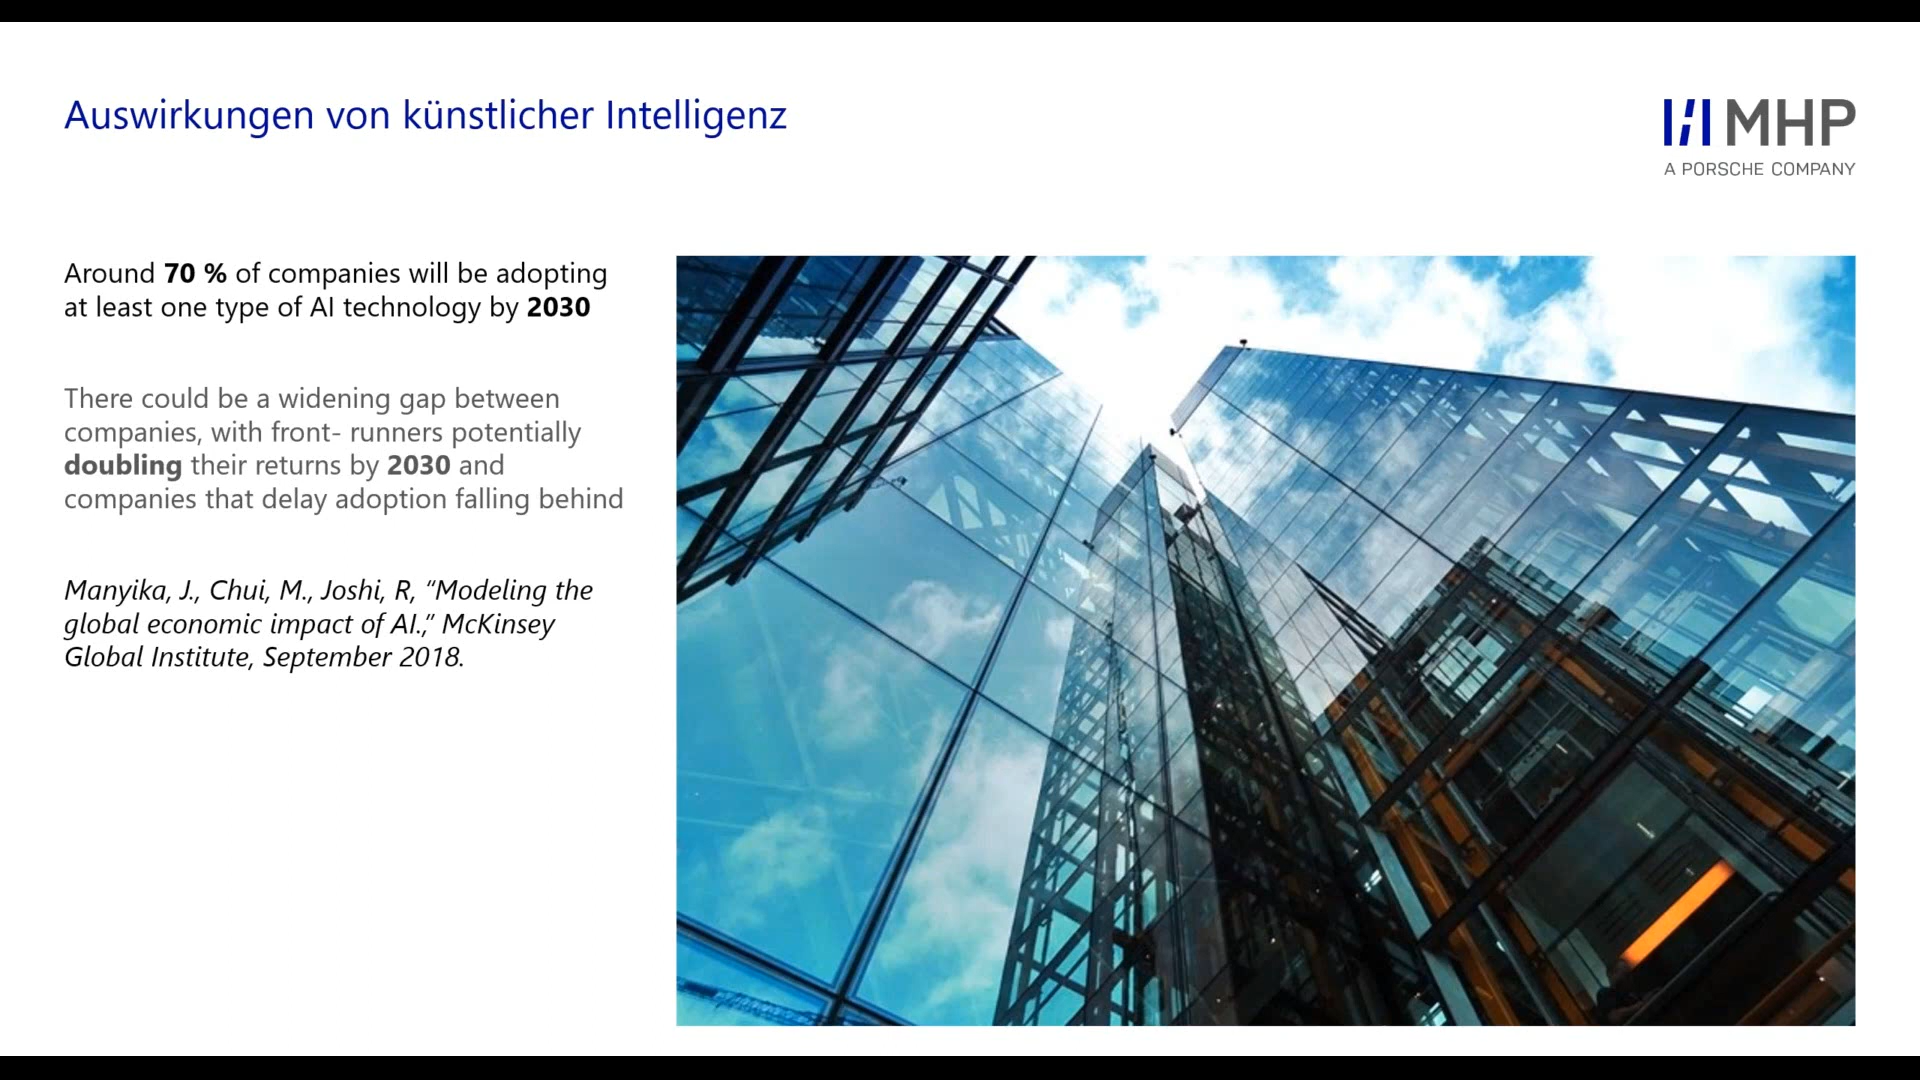 Auswirkungen von künstlicher Intelligenz
MHP
A PORSCHE COMPANY
Around 70 % of companies will be adopting
at least one type of AI technology by 2030
There could be a widening gap between
companies, with front- runners potentially
doubling their returns by 2030 and
companies that delay adoption falling behind
Manyika, J., Chui, M., Joshi, R, “Modeling the
global economic impact of AI.,” McKinsey
Global Institute, September 2018.